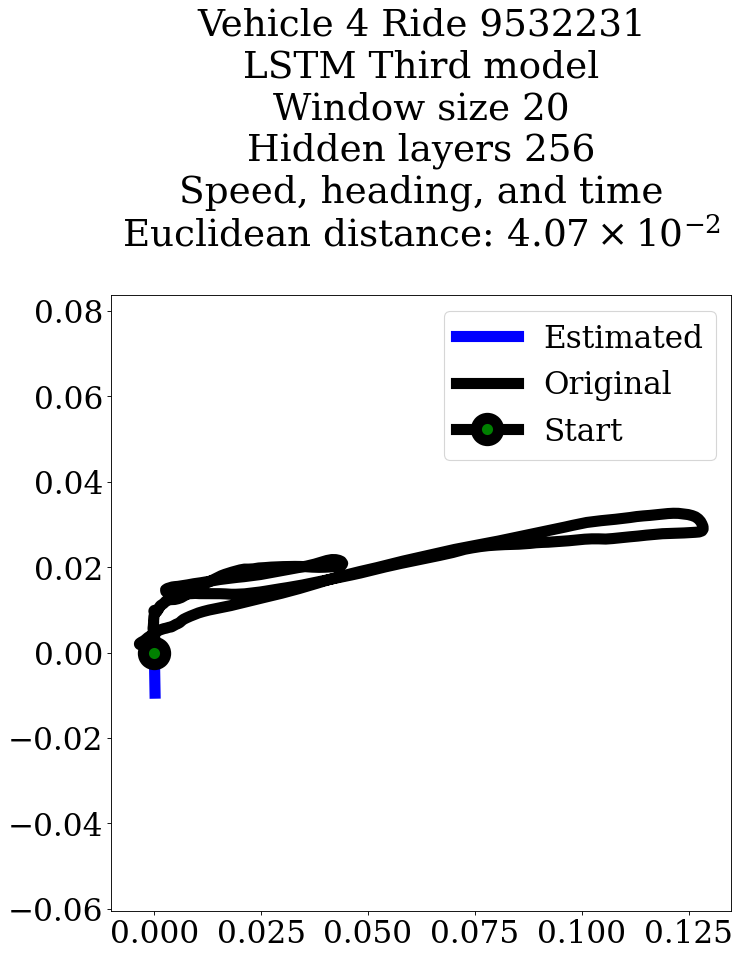 Vehicle 4 Ride 9532231
LSTM Third model
Window size 20
Hidden layers 256
Speed, heading, and time
Euclidean distance: 4.07 × 10⁻²
Estimated
Original
Start
0.08
0.06
0.04
0.02
0.00
−0.02
−0.04
−0.06
0.000 0.025 0.050 0.075 0.100 0.125